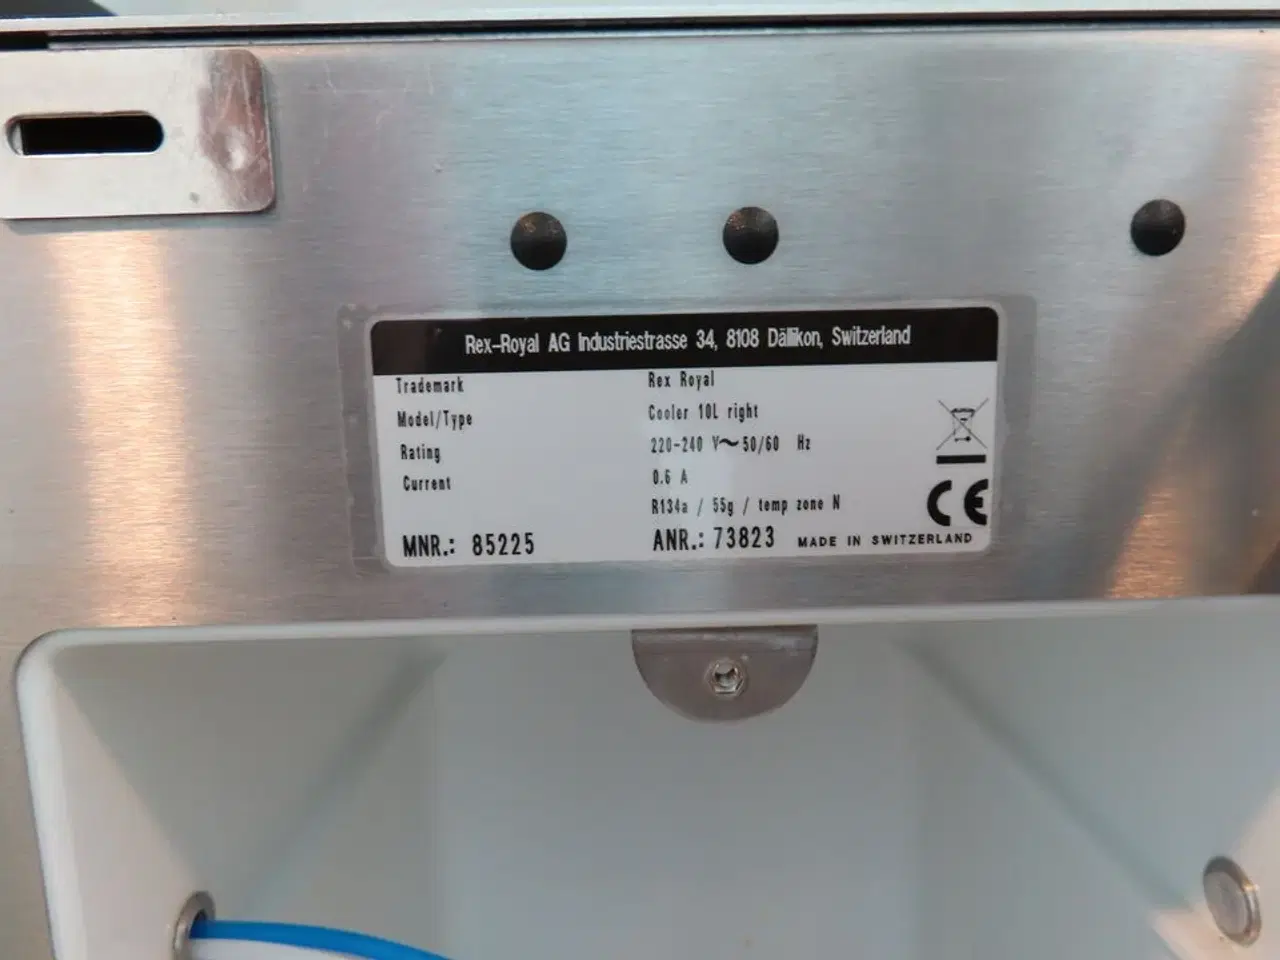 Rex-Royal AG Industriestrasse 34, 8108 Dällikon, Switzerland
Trademark Rex Royal
Model/Type Cooler 10L right
Rating 220-240 V~50/60 Hz
Current 0.6 A
R134a / 55g / temp zone N
CE
MNR.: 85225 ANR.: 73823 MADE IN SWITZERLAND